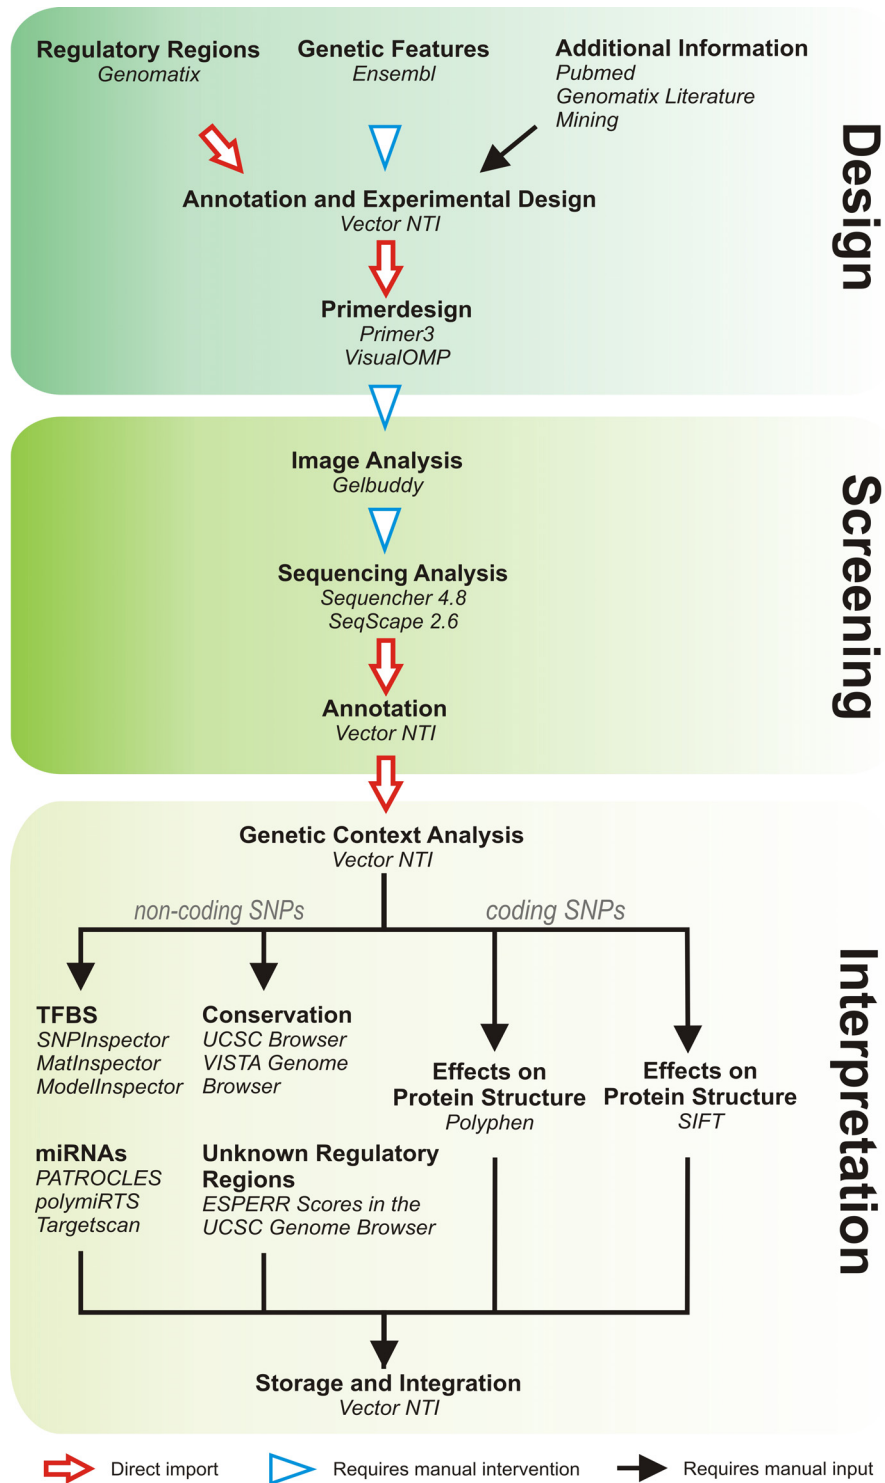 Regulatory Regions
Genomatix
Genetic Features
Ensembl
Additional Information
Pubmed
Genomatix Literature
Mining
Annotation and Experimental Design
Vector NTI
Primerdesign
Primer3
VisualOMP
Design
Image Analysis
Gelbuddy
Sequencing Analysis
Sequencher 4.8
SeqScape 2.6
Annotation
Vector NTI
Screening
Genetic Context Analysis
Vector NTI
non-coding SNPs
coding SNPs
TFBS
SNPInspector
MatInspector
ModelInspector
Conservation
UCSC Browser
VISTA Genome
Browser
Effects on
Protein Structure
Polyphen
Effects on
Protein Structure
SIFT
miRNAs
PATROCLES
polymiRTS
Targetscan
Unknown Regulatory
Regions
ESPERR Scores in the
UCSC Genome Browser
Interpretation
Storage and Integration
Vector NTI
Direct import
Requires manual intervention
Requires manual input